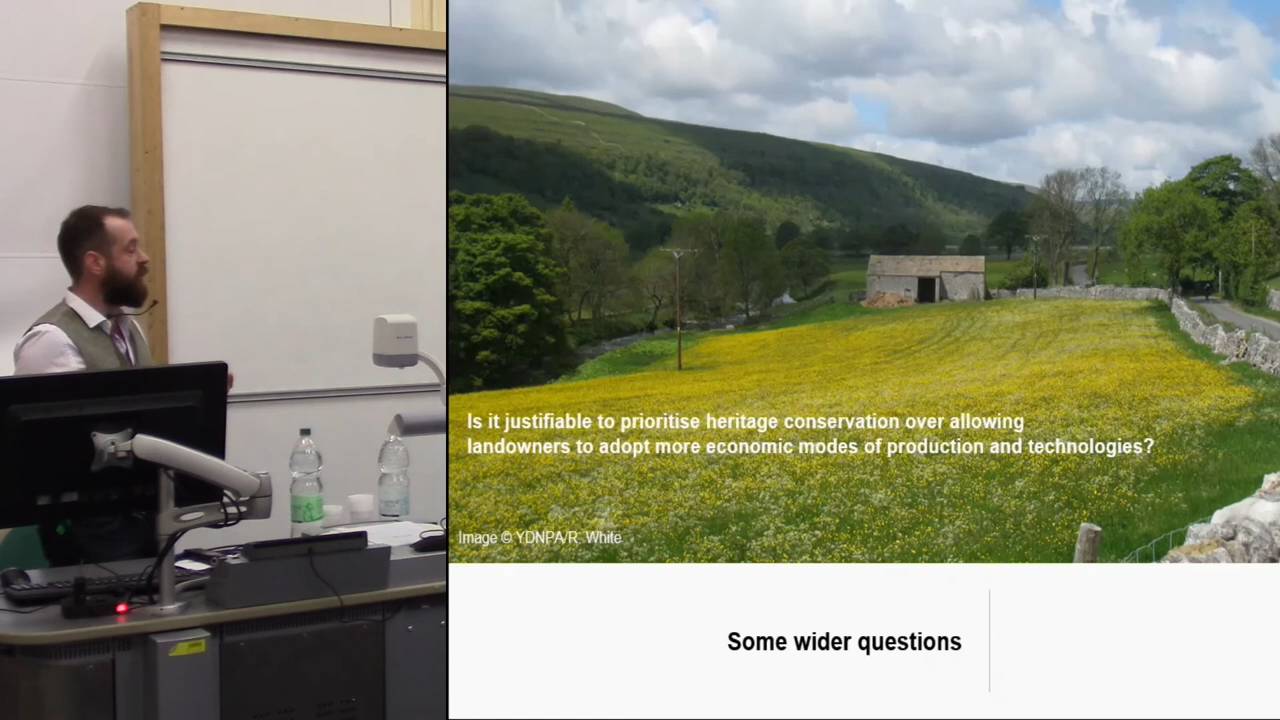 Is it justifiable to prioritise heritage conservation over allowing
landowners to adopt more economic modes of production and technologies?
Image © YDNPA/R. White
Some wider questions